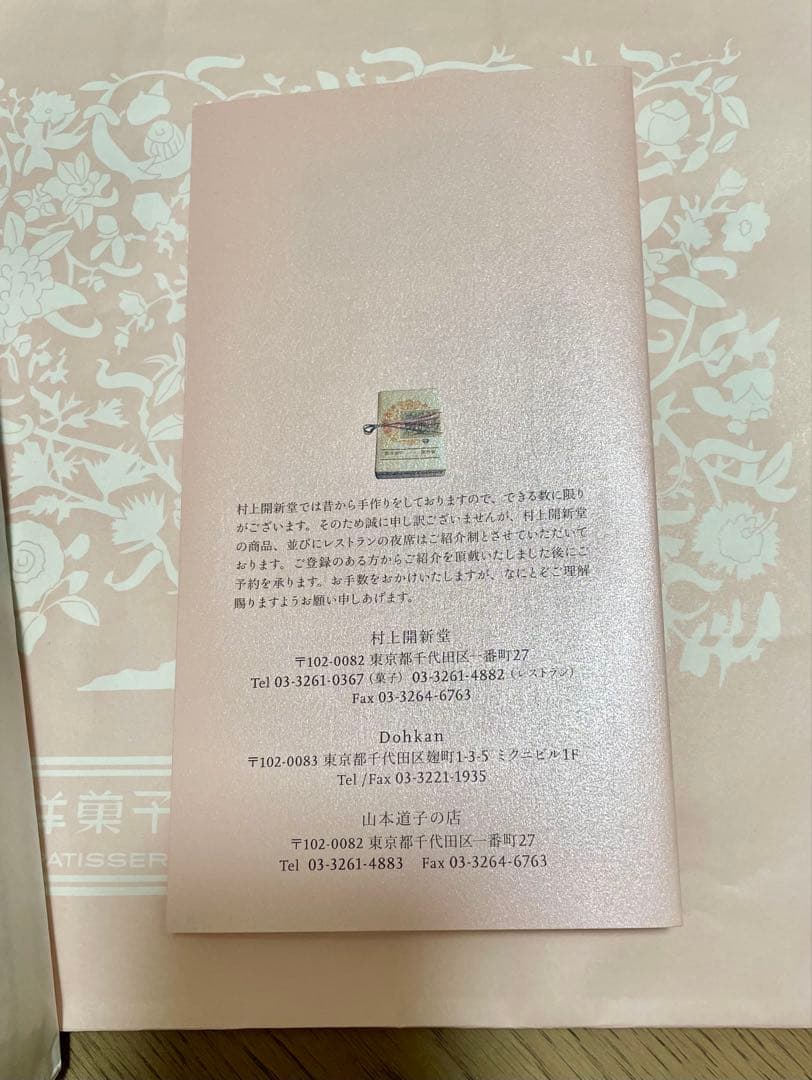 村上開新堂では昔から手作りをしておりますので、できる数に限り
がございます。そのため誠に申し訳ございませんが、村上開新堂
の商品、並びにレストランの夜席はご紹介制とさせていただいて
おります。ご登録のある方からご紹介を頂戴いたしました後にご
予約を承ります。お手数をおかけいたしますが、なにとぞご理解
賜りますようお願い申しあげます。
村上開新堂
〒102-0082 東京都千代田区一番町27
Tel 03-3261-0367（菓子） 03-3261-4882（レストラン）
Fax 03-3264-6763
Dohkan
〒102-0083 東京都千代田区麹町1-3-5 ミクニビル1F
Tel /Fax 03-3221-1935
山本道子の店
〒102-0082 東京都千代田区一番町27
Tel 03-3261-4883 Fax 03-3264-6763
洋菓子
ATISSER